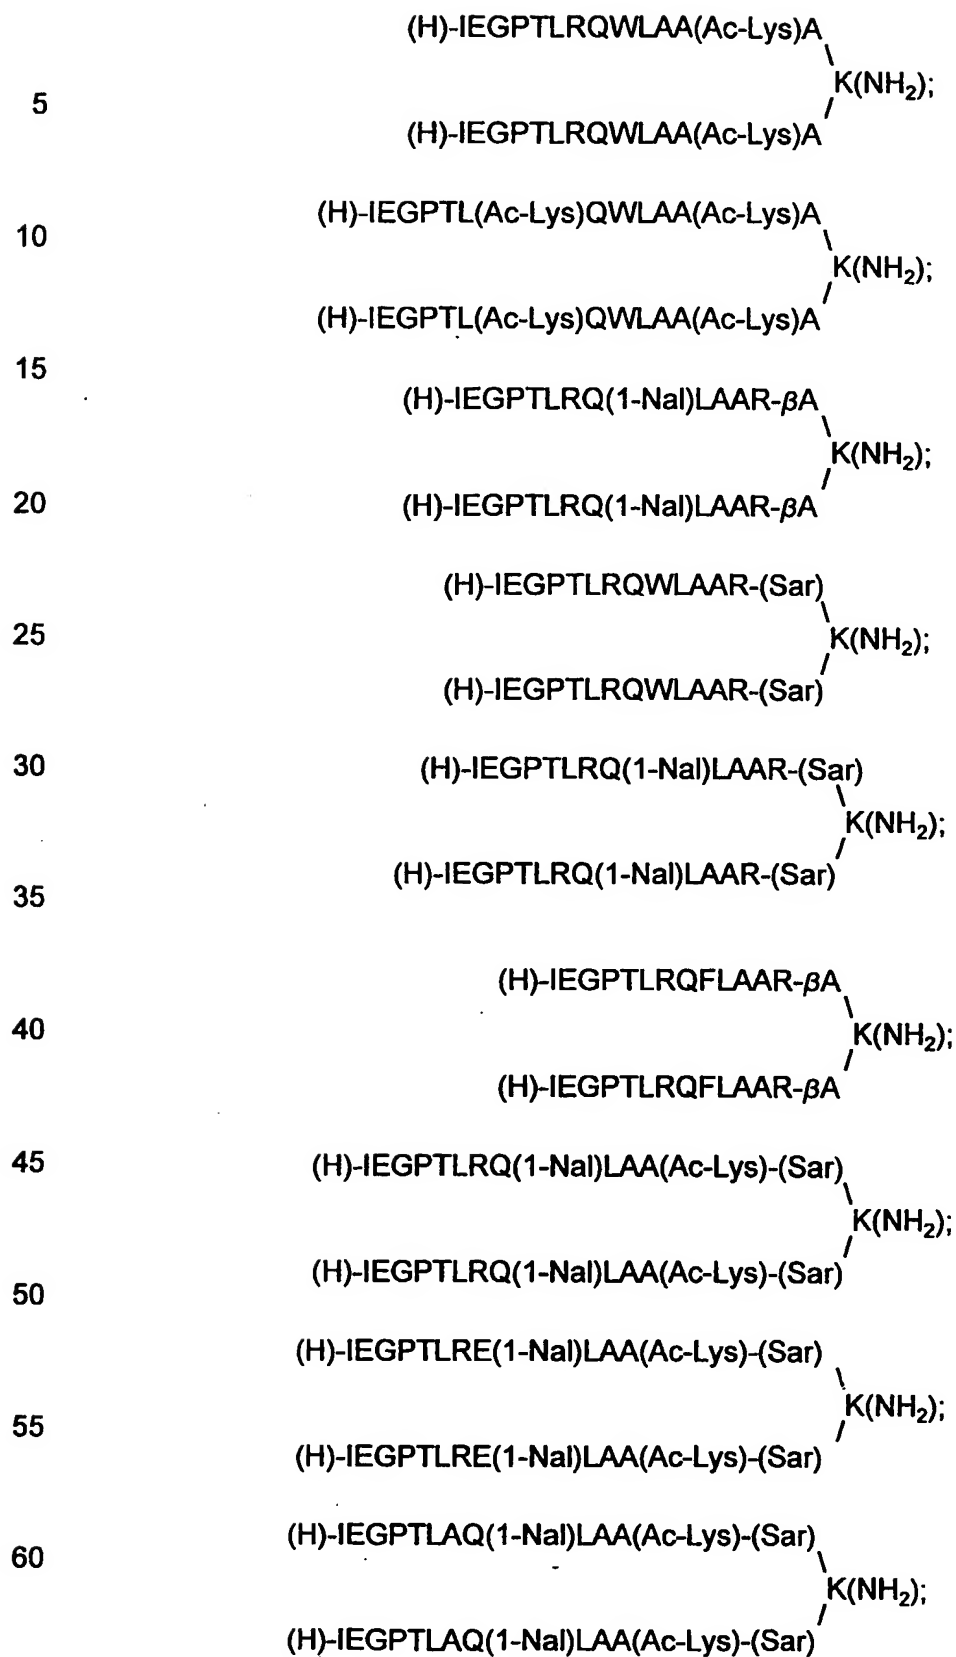 (H)-IEGPTLRQWLAA(Ac-Lys)A
K(NH₂);
5
(H)-IEGPTLRQWLAA(Ac-Lys)A
(H)-IEGPTL(Ac-Lys)QWLAA(Ac-Lys)A
10
K(NH₂);
(H)-IEGPTL(Ac-Lys)QWLAA(Ac-Lys)A
15
(H)-IEGPTLRQ(1-Nal)LAAR-βA
K(NH₂);
20
(H)-IEGPTLRQ(1-Nal)LAAR-βA
(H)-IEGPTLRQWLAAR-(Sar)
25
K(NH₂);
(H)-IEGPTLRQWLAAR-(Sar)
30
(H)-IEGPTLRQ(1-Nal)LAAR-(Sar)
K(NH₂);
(H)-IEGPTLRQ(1-Nal)LAAR-(Sar)
35
(H)-IEGPTLRQFLAAR-βA
40
K(NH₂);
(H)-IEGPTLRQFLAAR-βA
45
(H)-IEGPTLRQ(1-Nal)LAA(Ac-Lys)-(Sar)
K(NH₂);
(H)-IEGPTLRQ(1-Nal)LAA(Ac-Lys)-(Sar)
50
(H)-IEGPTLRE(1-Nal)LAA(Ac-Lys)-(Sar)
K(NH₂);
55
(H)-IEGPTLRE(1-Nal)LAA(Ac-Lys)-(Sar)
(H)-IEGPTLAQ(1-Nal)LAA(Ac-Lys)-(Sar)
60
K(NH₂);
(H)-IEGPTLAQ(1-Nal)LAA(Ac-Lys)-(Sar)